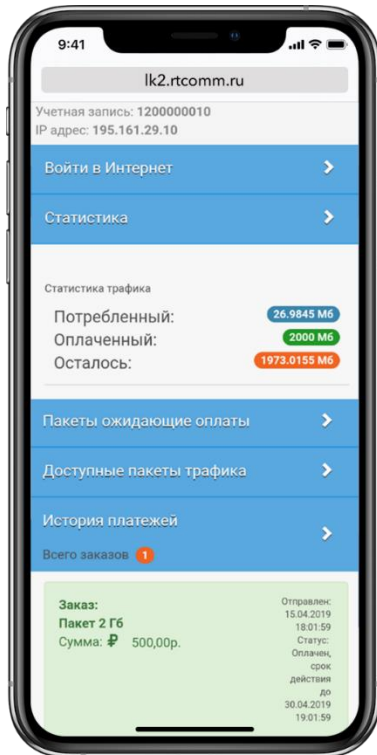 9:41
lk2.rtcomm.ru
Учетная запись: 1200000010
IP адрес: 195.161.29.10
Войти в Интернет
Статистика
Статистика трафика
Потребленный: 26.9845 Мб
Оплаченный: 2000 Мб
Осталось: 1973.0155 Мб
Пакеты ожидающие оплаты
Доступные пакеты трафика
История платежей
Всего заказов 1
Заказ:
Пакет 2 Гб
Сумма: ₽ 500,00р.
Отправлен:
15.04.2019
18:01:59
Статус:
Оплачен,
срок
действия
до
30.04.2019
19:01:59